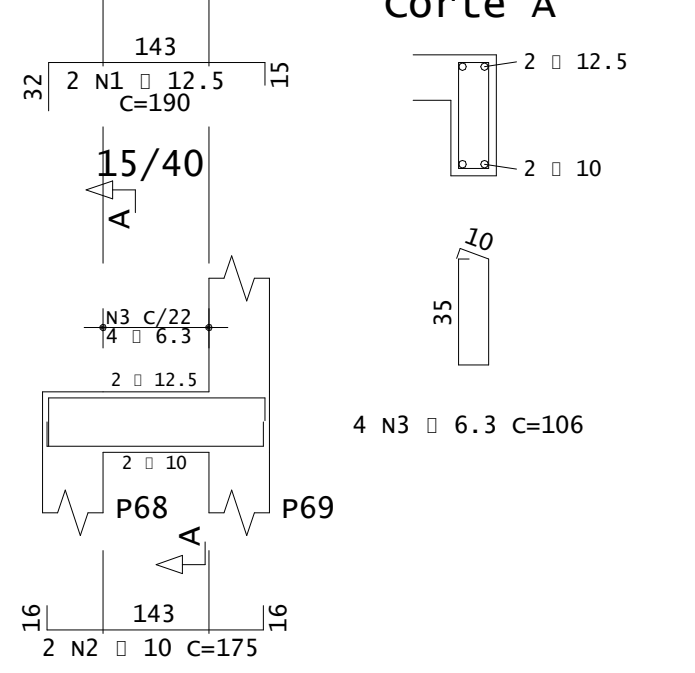 Corte A
143
32
15
2 N1 ▯ 12.5
C=190
2 ▯ 12.5
15/40
2 ▯ 10
A
10
35
N3 C/22
4 ▯ 6.3
2 ▯ 12.5
4 N3 ▯ 6.3 C=106
2 ▯ 10
P68
P69
A
16
143
16
2 N2 ▯ 10 C=175